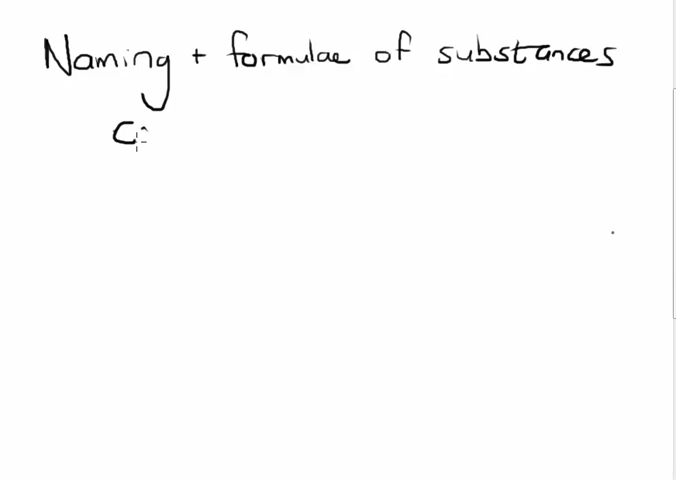 Naming + formulae of substances
C